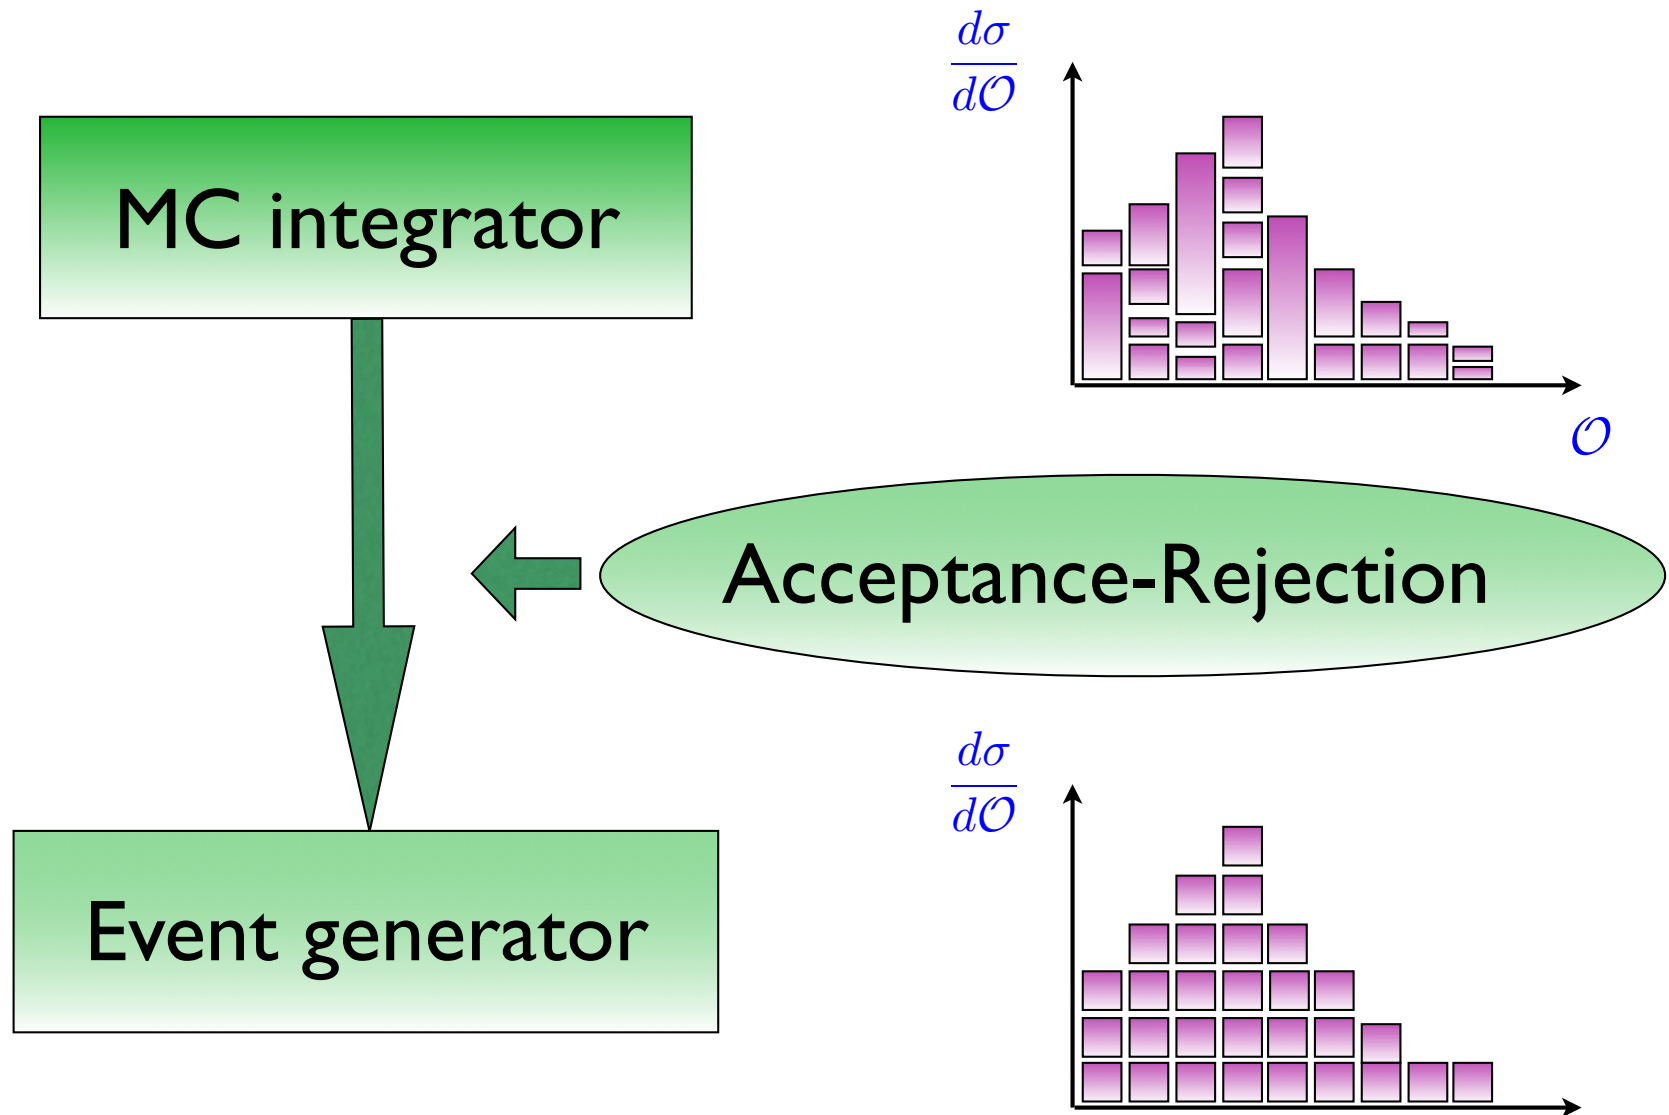 dσ
dO
MC integrator
O
Acceptance-Rejection
dσ
dO
Event generator